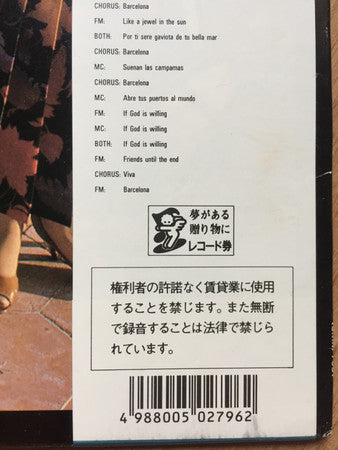 CHORUS: Barcelona
FM: Like a jewel in the sun
BOTH: Por ti sere gaviota de tu bella mar
CHORUS: Barcelona
MC: Suenan las campamas
CHORUS: Barcelona
MC: Abre tus puertos al mundo
FM: If God is willing
MC: If God is willing
BOTH: If God is willing
FM: Friends until the end
CHORUS: Viva
FM: Barcelona
夢がある
贈り物に
レコード券
権利者の許諾なく賃貸業に使用
することを禁じます。また無断
で録音することは法律で禁じら
れています。
4 988005 027962